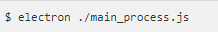 $ electron ./main_process.js